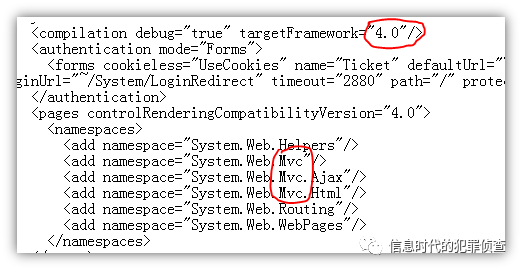 <compilation debug="true" targetFramework="4.0"/>
<authentication mode="Forms">
<forms cookieless="UseCookies" name="Ticket" defaultUrl="
ginUrl="~/System/LoginRedirect" timeout="2880" path="/" prote
</authentication>
<pages controlRenderingCompatibilityVersion="4.0">
<namespaces>
<add namespace="System.Web.Helpers"/>
<add namespace="System.Web.Mvc"/>
<add namespace="System.Web.Mvc.Ajax"/>
<add namespace="System.Web.Mvc.Html"/>
<add namespace="System.Web.Routing"/>
<add namespace="System.Web.WebPages"/>
</namespaces>
信息时代的犯罪侦查